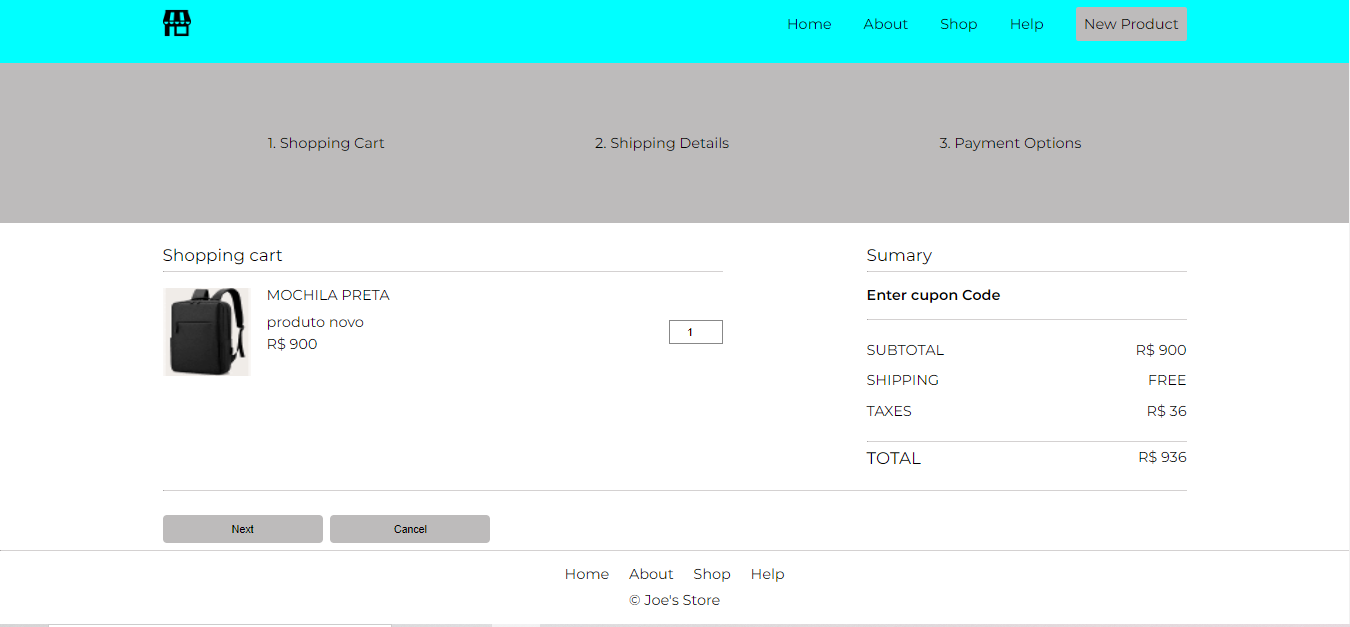 Home About Shop Help New Product
1. Shopping Cart 2. Shipping Details 3. Payment Options
Shopping cart
MOCHILA PRETA
produto novo
R$ 900
1
Sumary
Enter cupon Code
SUBTOTAL R$ 900
SHIPPING FREE
TAXES R$ 36
TOTAL R$ 936
Next Cancel
Home About Shop Help
© Joe's Store